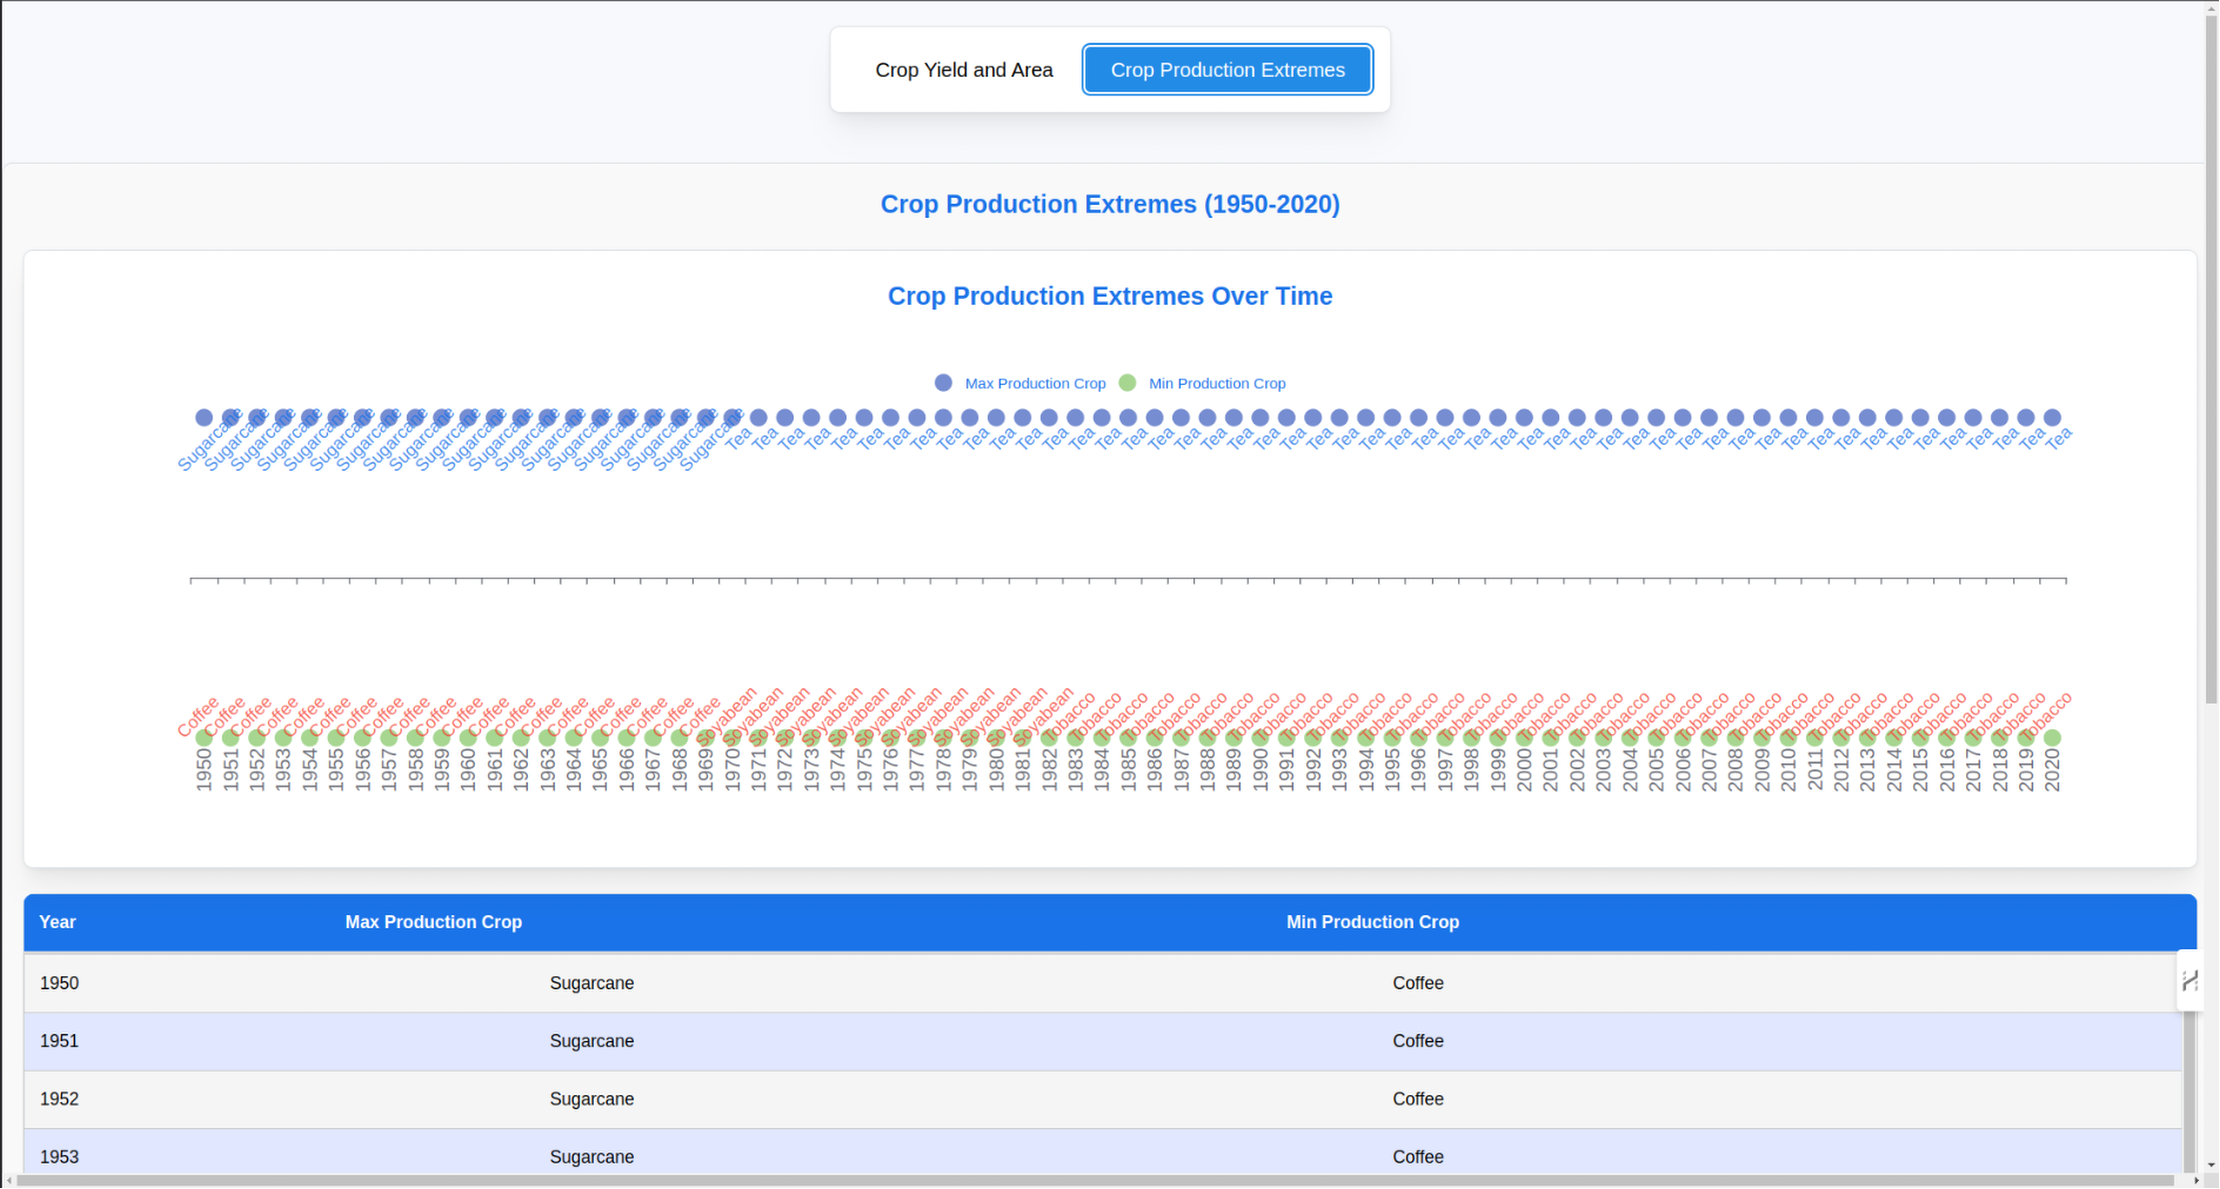 Crop Yield and Area
Crop Production Extremes
Crop Production Extremes (1950-2020)
Crop Production Extremes Over Time
Max Production Crop
Min Production Crop
Sugarcane Sugarcane Sugarcane Sugarcane Sugarcane Sugarcane Sugarcane Sugarcane Sugarcane Sugarcane Sugarcane Sugarcane Sugarcane Sugarcane Sugarcane Sugarcane Sugarcane Sugarcane Sugarcane Sugarcane Tea Tea Tea Tea Tea Tea Tea Tea Tea Tea Tea Tea Tea Tea Tea Tea Tea Tea Tea Tea Tea Tea Tea Tea Tea Tea Tea Tea Tea Tea Tea Tea Tea Tea Tea Tea Tea Tea Tea Tea Tea Tea Tea Tea Tea Tea Tea Tea Tea Tea Tea
Coffee Coffee Coffee Coffee Coffee Coffee Coffee Coffee Coffee Coffee Coffee Coffee Coffee Coffee Coffee Coffee Coffee Coffee Coffee Coffee Soyabean Soyabean Soyabean Soyabean Soyabean Soyabean Soyabean Soyabean Soyabean Soyabean Soyabean Soyabean Soyabean Tobacco Tobacco Tobacco Tobacco Tobacco Tobacco Tobacco Tobacco Tobacco Tobacco Tobacco Tobacco Tobacco Tobacco Tobacco Tobacco Tobacco Tobacco Tobacco Tobacco Tobacco Tobacco Tobacco Tobacco Tobacco Tobacco Tobacco Tobacco Tobacco Tobacco Tobacco Tobacco Tobacco Tobacco Tobacco Tobacco Tobacco Tobacco
1950 1951 1952 1953 1954 1955 1956 1957 1958 1959 1960 1961 1962 1963 1964 1965 1966 1967 1968 1969 1970 1971 1972 1973 1974 1975 1976 1977 1978 1979 1980 1981 1982 1983 1984 1985 1986 1987 1988 1989 1990 1991 1992 1993 1994 1995 1996 1997 1998 1999 2000 2001 2002 2003 2004 2005 2006 2007 2008 2009 2010 2011 2012 2013 2014 2015 2016 2017 2018 2019 2020
Year Max Production Crop Min Production Crop
1950 Sugarcane Coffee
1951 Sugarcane Coffee
1952 Sugarcane Coffee
1953 Sugarcane Coffee